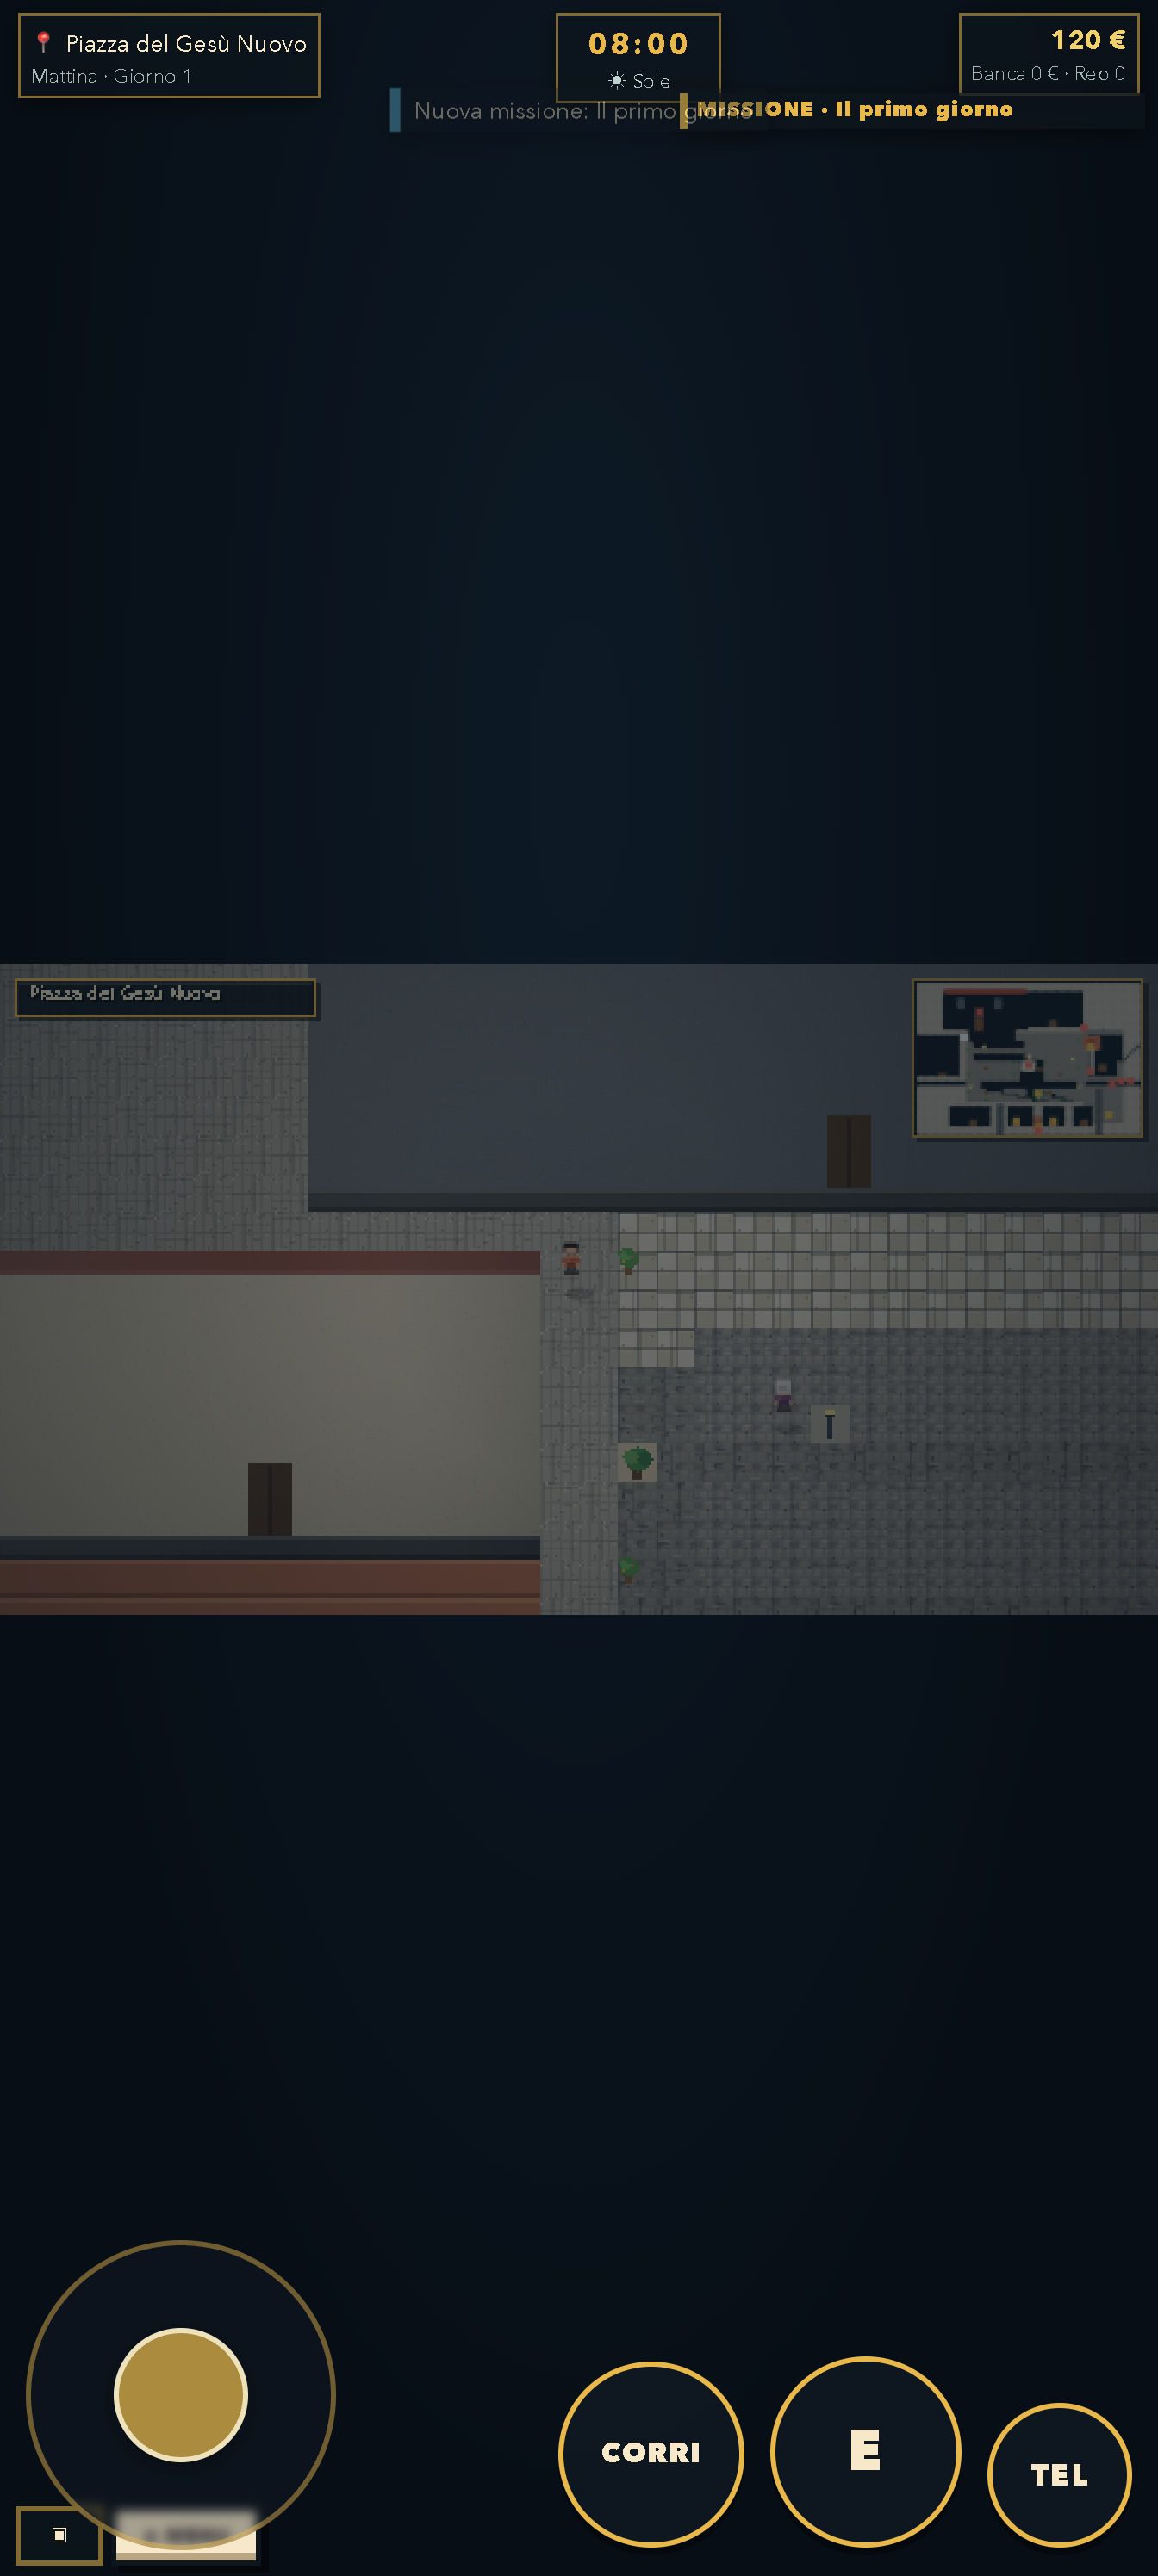 Piazza del Gesù Nuovo
Mattina · Giorno 1
08:00
☀ Sole
120 €
Banca 0 € · Rep 0
Nuova missione: Il primo giorno
MISSIONE · Il primo giorno
Piazza del Gesù Nuovo
CORRI
E
TEL